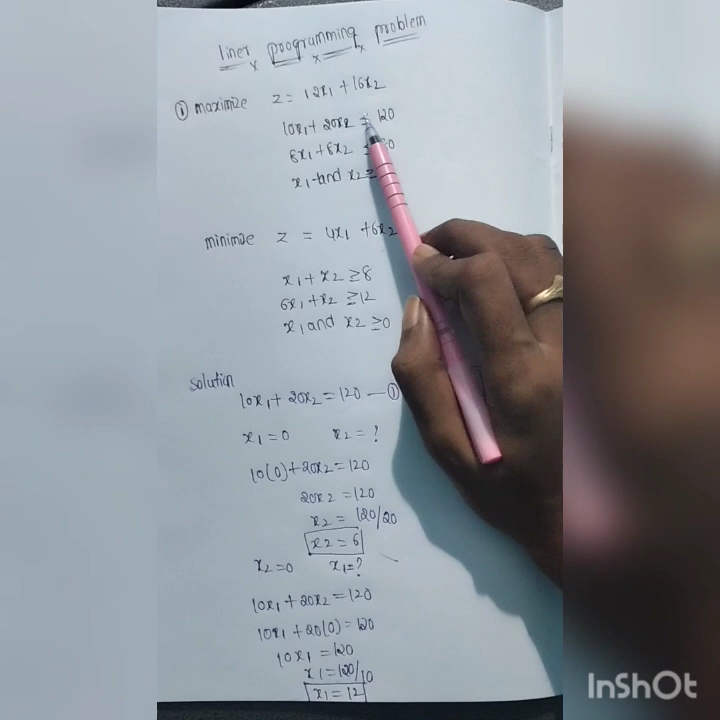 liner programming problem
① maximize z = 12x1 + 16x2
10x1 + 20x2 120
8x1 + 8x2
x1 and x2 ≥
minimize z = 4x1 + 6x2
x1 + x2 ≥ 8
6x1 + x2 ≥ 12
x1 and x2 ≥ 0
solution
10x1 + 20x2 = 120 — ①
x1 = 0 x2 = ?
10(0) + 20x2 = 120
20x2 = 120
x2 = 120/20
x2 = 6
x2 = 0 x1 = ?
10x1 + 20x2 = 120
10x1 + 20(0) = 120
10x1 = 120
x1 = 120/10
x1 = 12
InShOt